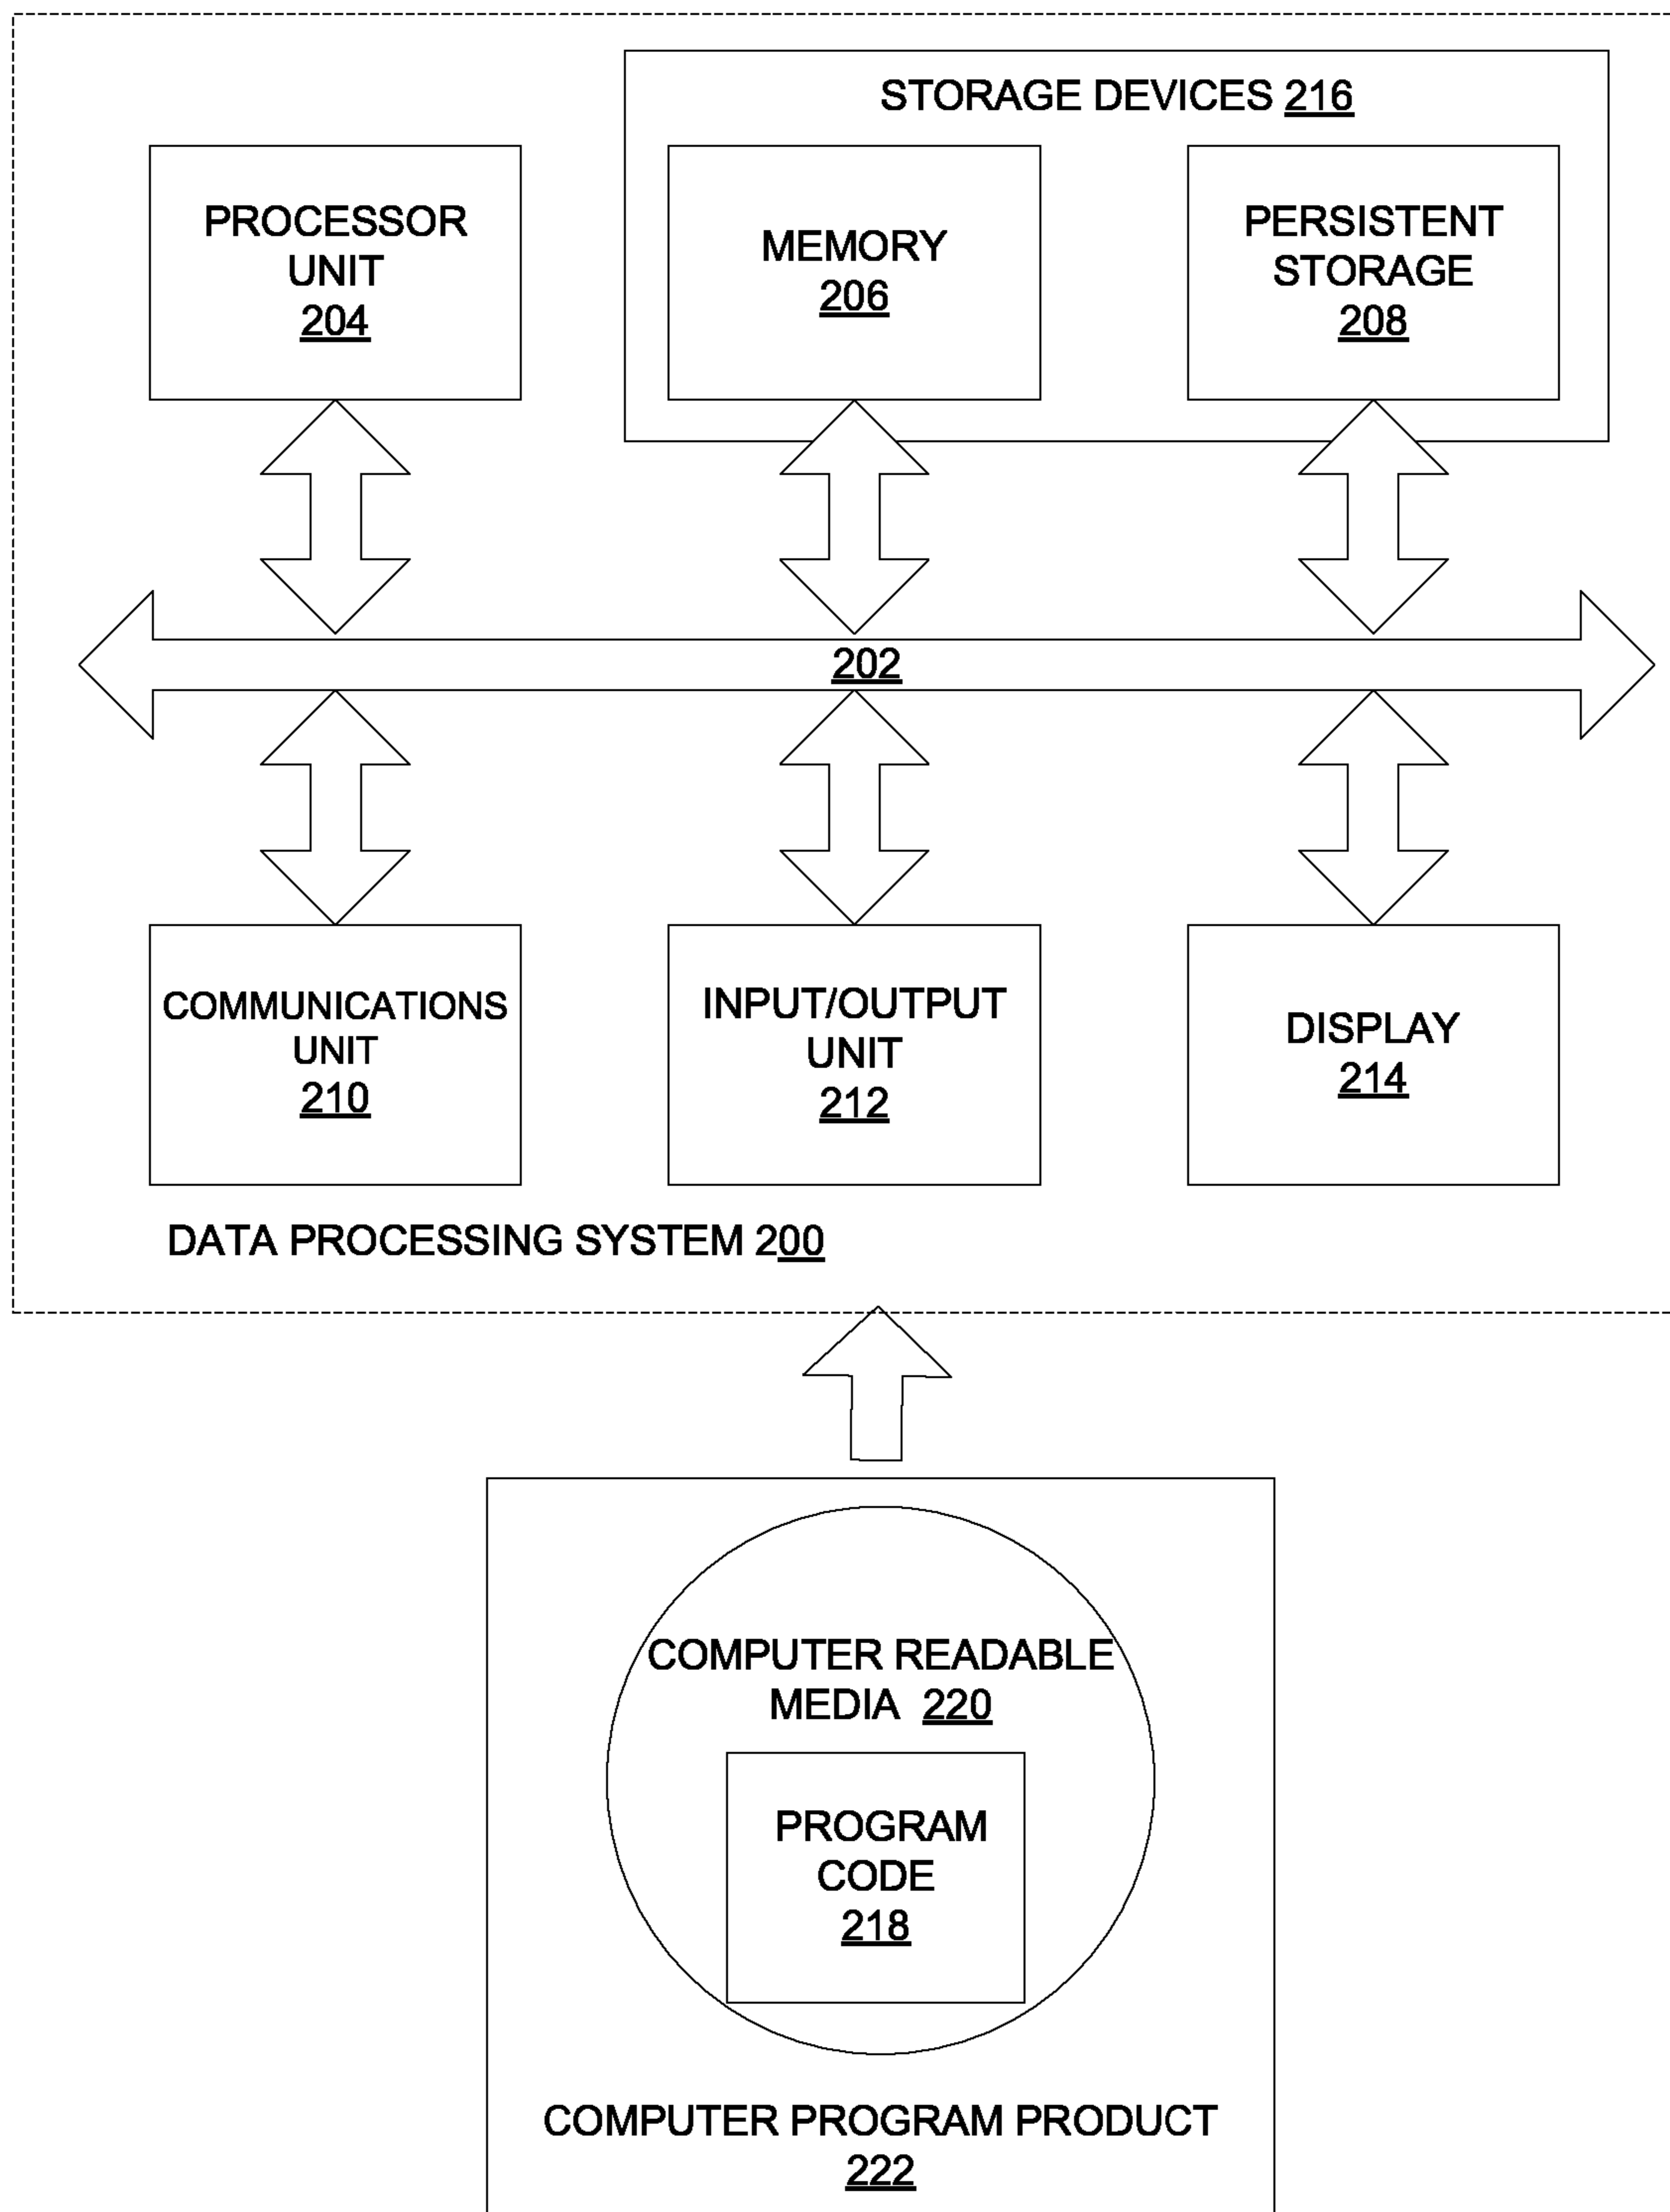 STORAGE DEVICES 216
PROCESSOR
UNIT
204
MEMORY
206
PERSISTENT
STORAGE
208
202
COMMUNICATIONS
UNIT
210
INPUT/OUTPUT
UNIT
212
DISPLAY
214
DATA PROCESSING SYSTEM 200
COMPUTER READABLE
MEDIA 220
PROGRAM
CODE
218
COMPUTER PROGRAM PRODUCT
222